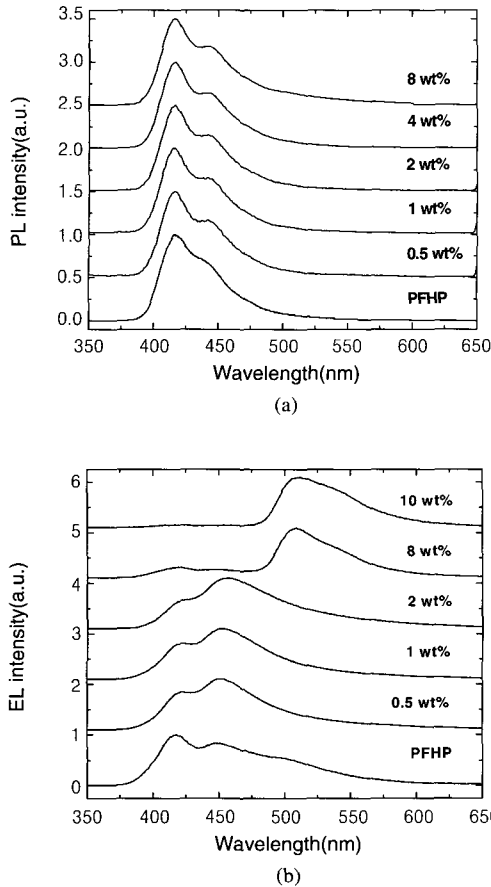 3.5
3.0
2.5
2.0
1.5
1.0
0.5
0.0
PL intensity(a.u.)
8 wt%
4 wt%
2 wt%
1 wt%
0.5 wt%
PFHP
350 400 450 500 550 600 650
Wavelength(nm)
(a)
6
5
4
3
2
1
0
EL intensity(a.u.)
10 wt%
8 wt%
2 wt%
1 wt%
0.5 wt%
PFHP
350 400 450 500 550 600
Wavelength(nm)
(b)